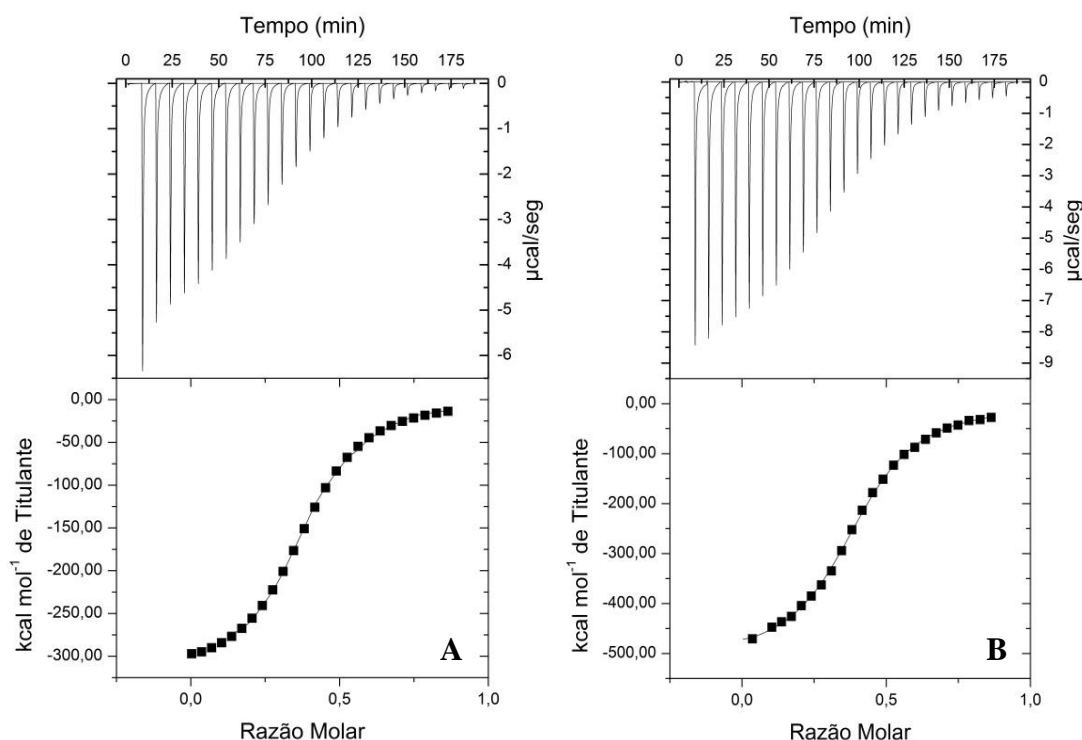 Tempo (min)
0 25 50 75 100 125 150 175
0
-1
-2
-3
-4
-5
-6
µcal/seg
0,00
-50,00
-100,00
-150,00
-200,00
-250,00
-300,00
kcal mol⁻¹ de Titulante
A
0,0 0,5 1,0
Razão Molar
Tempo (min)
0 25 50 75 100 125 150 175
0
-1
-2
-3
-4
-5
-6
-7
-8
-9
µcal/seg
0,00
-100,00
-200,00
-300,00
-400,00
-500,00
kcal mol⁻¹ de Titulante
B
0,0 0,5 1,0
Razão Molar